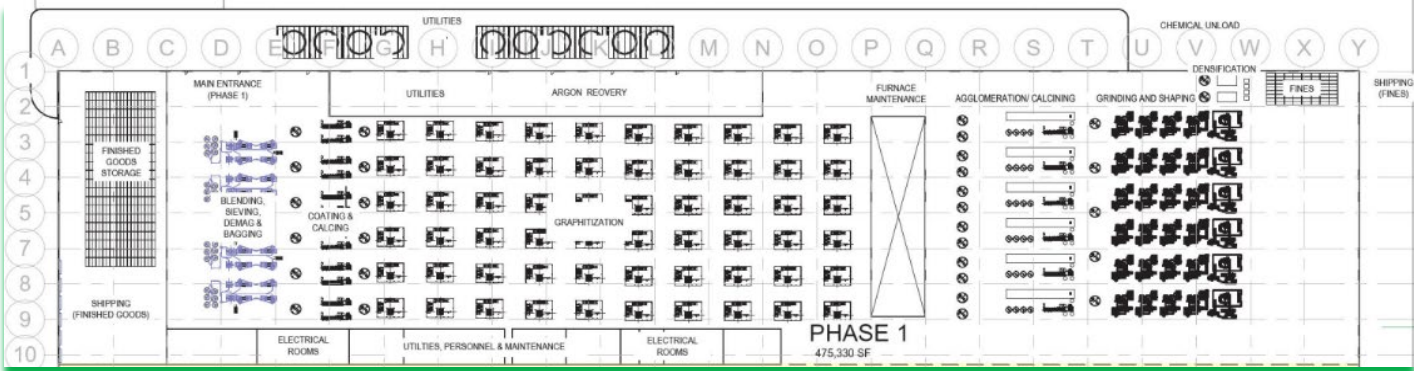 UTILITIES
CHEMICAL UNLOAD
A B C D E F G H I J K L M N O P Q R S T U V W X Y
1
2
3
4
5
7
8
9
10
MAIN ENTRANCE
(PHASE 1)
UTILITIES
ARGON REOVERY
FURNACE
MAINTENANCE
AGGLOMERATION/ CALCINING
GRINDING AND SHAPING
DENSIFICATION
FINES
SHIPPING
(FINES)
FINISHED
GOODS
STORAGE
BLENDING,
SIEVING,
DEMAG &
BAGGING
COATING &
CALCING
GRAPHITIZATION
SHIPPING
(FINISHED GOODS)
ELECTRICAL
ROOMS
UTILTIES, PERSONNEL & MAINTENANCE
ELECTRICAL
ROOMS
PHASE 1
475,330 SF